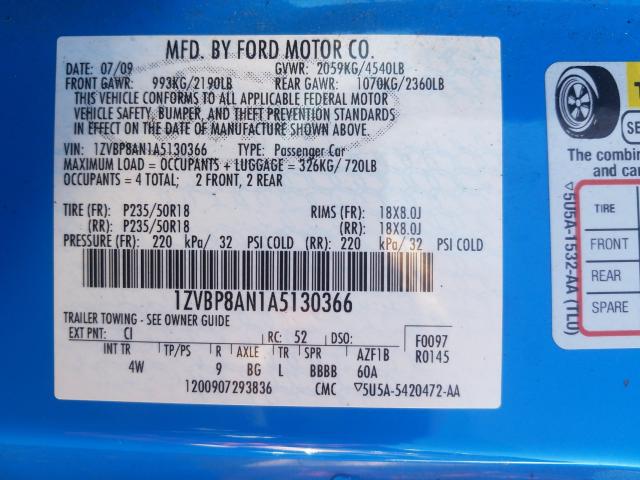 MFD. BY FORD MOTOR CO.
DATE: 07/09 GVWR: 2059KG/4540LB
FRONT GAWR: 993KG/2190LB REAR GAWR: 1070KG/2360LB
THIS VEHICLE CONFORMS TO ALL APPLICABLE FEDERAL MOTOR
VEHICLE SAFETY, BUMPER, AND THEFT PREVENTION STANDARDS
IN EFFECT ON THE DATE OF MANUFACTURE SHOWN ABOVE.
VIN: 1ZVBP8AN1A5130366 TYPE: Passenger Car
MAXIMUM LOAD = OCCUPANTS + LUGGAGE = 326KG/ 720LB
OCCUPANTS = 4 TOTAL; 2 FRONT, 2 REAR
TIRE (FR): P235/50R18 RIMS (FR): 18X8.0J
(RR): P235/50R18 (RR): 18X8.0J
PRESSURE (FR): 220 kPa/ 32 PSI COLD (RR): 220 kPa/ 32 PSI COLD
1ZVBP8AN1A5130366
TRAILER TOWING - SEE OWNER GUIDE
EXT PNT: CI RC: 52 DSO: F0097
INT TR TP/PS R AXLE TR SPR AZF1B R0145
4W 9 BG L BBBB 60A
1200907293836 CMC ▽5U5A-5420472-AA
SE
The combin
and car
TIRE
FRONT
REAR
SPARE
▽5U5A-1532-AA (TLO)